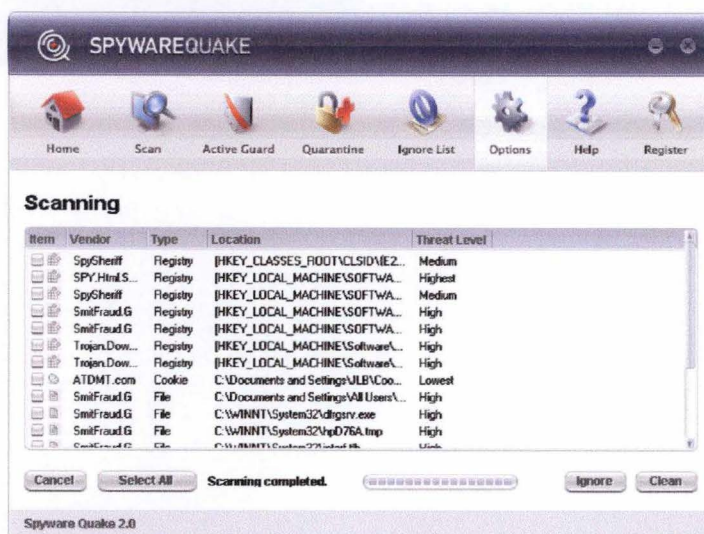 SPYWAREQUAKE
Home Scan Active Guard Quarantine Ignore List Options Help Register
Scanning
Item Vendor Type Location Threat Level
SpySheriff Registry [HKEY_CLASSES_ROOT\CLSID\{E2... Medium
SPY.Html.S... Registry [HKEY_LOCAL_MACHINE\SOFTWA... Highest
SpySheriff Registry [HKEY_LOCAL_MACHINE\SOFTWA... Medium
SmitFraud.G Registry [HKEY_LOCAL_MACHINE\SOFTWA... High
SmitFraud.G Registry [HKEY_LOCAL_MACHINE\SOFTWA... High
Trojan.Dow... Registry [HKEY_LOCAL_MACHINE\Software\... High
Trojan.Dow... Registry [HKEY_LOCAL_MACHINE\Software\... High
ATDMT.com Cookie C:\Documents and Settings\JLB\Coo... Lowest
SmitFraud.G File C:\Documents and Settings\All Users\... High
SmitFraud.G File C:\WINNT\System32\dlrgsrv.exe High
SmitFraud.G File C:\WINNT\System32\hpD76A.tmp High
SmitFraud.G File High
Cancel Select All Scanning completed. Ignore Clean
Spyware Quake 2.0